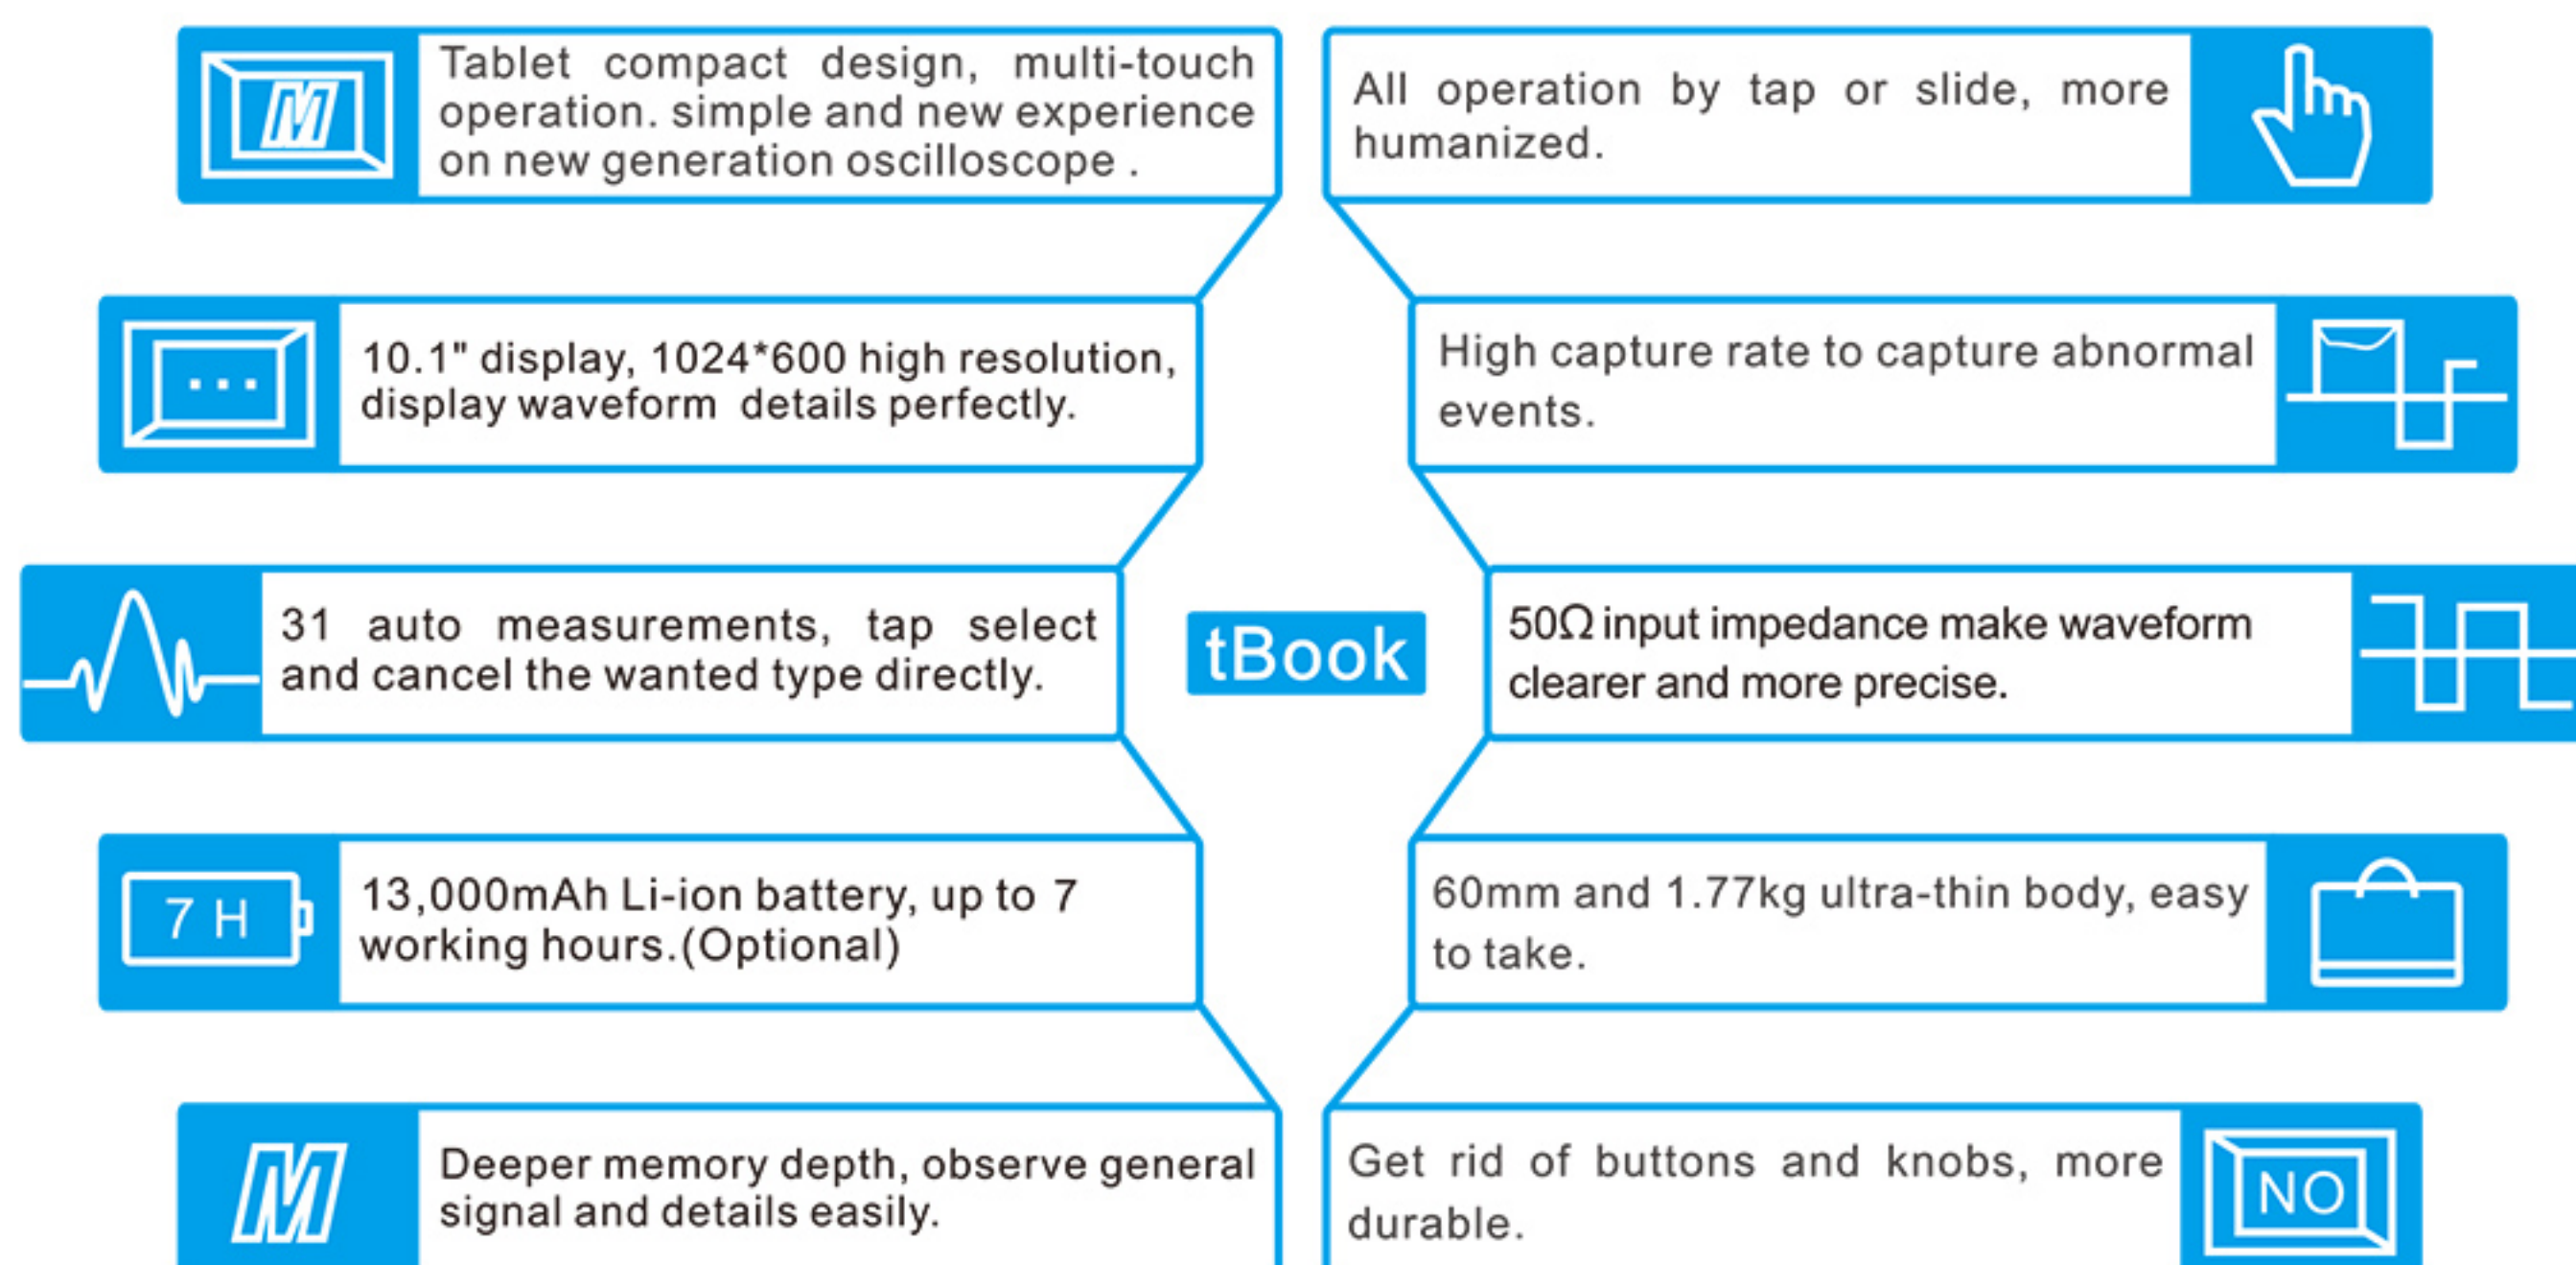 M
Tablet compact design, multi-touch
operation. simple and new experience
on new generation oscilloscope .
All operation by tap or slide, more
humanized.
10.1" display, 1024*600 high resolution,
display waveform details perfectly.
High capture rate to capture abnormal
events.
31 auto measurements, tap select
and cancel the wanted type directly.
tBook
50Ω input impedance make waveform
clearer and more precise.
7 H
13,000mAh Li-ion battery, up to 7
working hours.(Optional)
60mm and 1.77kg ultra-thin body, easy
to take.
M
Deeper memory depth, observe general
signal and details easily.
Get rid of buttons and knobs, more
durable.
NO